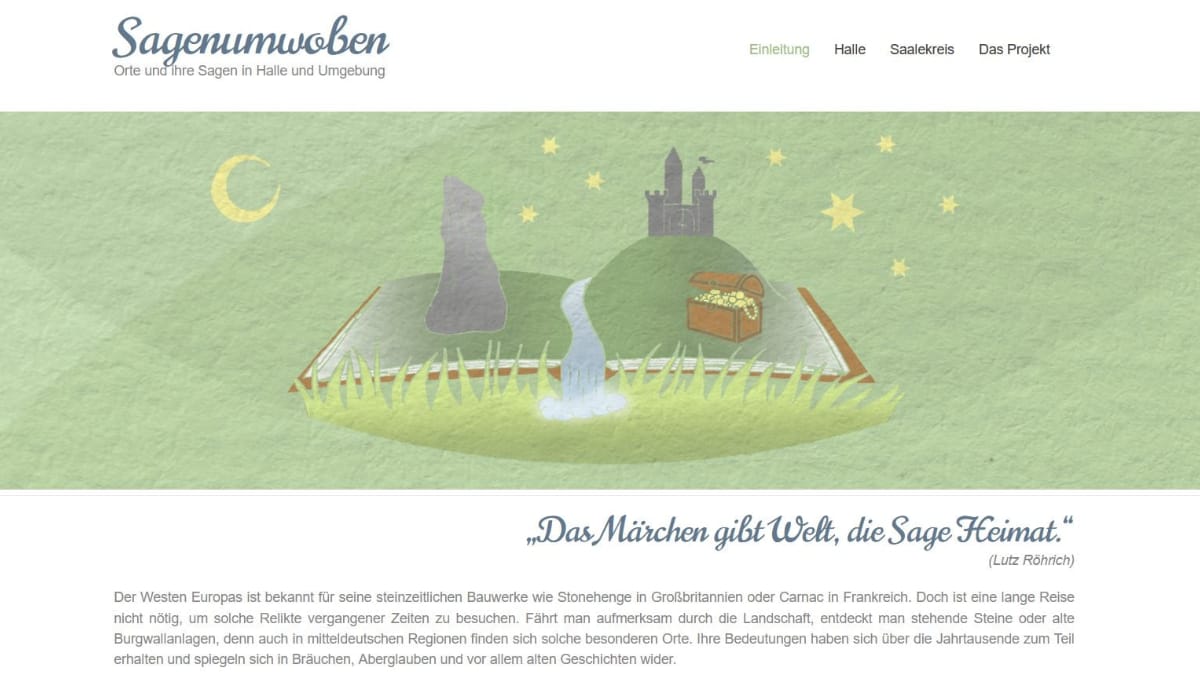 Sagenumwoben
Orte und ihre Sagen in Halle und Umgebung
Einleitung Halle Saalekreis Das Projekt
„Das Märchen gibt Welt, die Sage Heimat.“
(Lutz Röhrich)
Der Westen Europas ist bekannt für seine steinzeitlichen Bauwerke wie Stonehenge in Großbritannien oder Carnac in Frankreich. Doch ist eine lange Reise
nicht nötig, um solche Relikte vergangener Zeiten zu besuchen. Fährt man aufmerksam durch die Landschaft, entdeckt man stehende Steine oder alte
Burgwallanlagen, denn auch in mitteldeutschen Regionen finden sich solche besonderen Orte. Ihre Bedeutungen haben sich über die Jahrtausende zum Teil
erhalten und spiegeln sich in Bräuchen, Aberglauben und vor allem alten Geschichten wider.